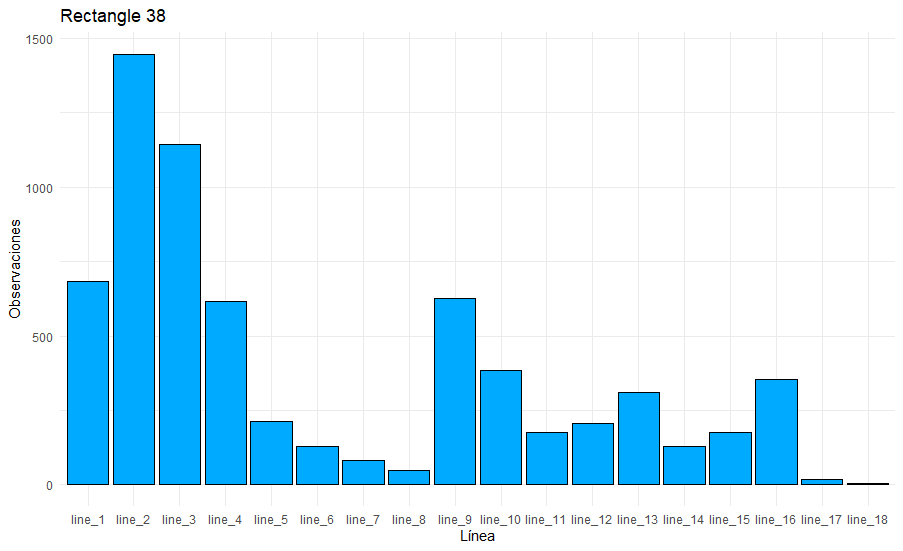 Rectangle 38
1500
1000
500
0
Observaciones
line_1 line_2 line_3 line_4 line_5 line_6 line_7 line_8 line_9 line_10 line_11 line_12 line_13 line_14 line_15 line_16 line_17 line_18
Línea